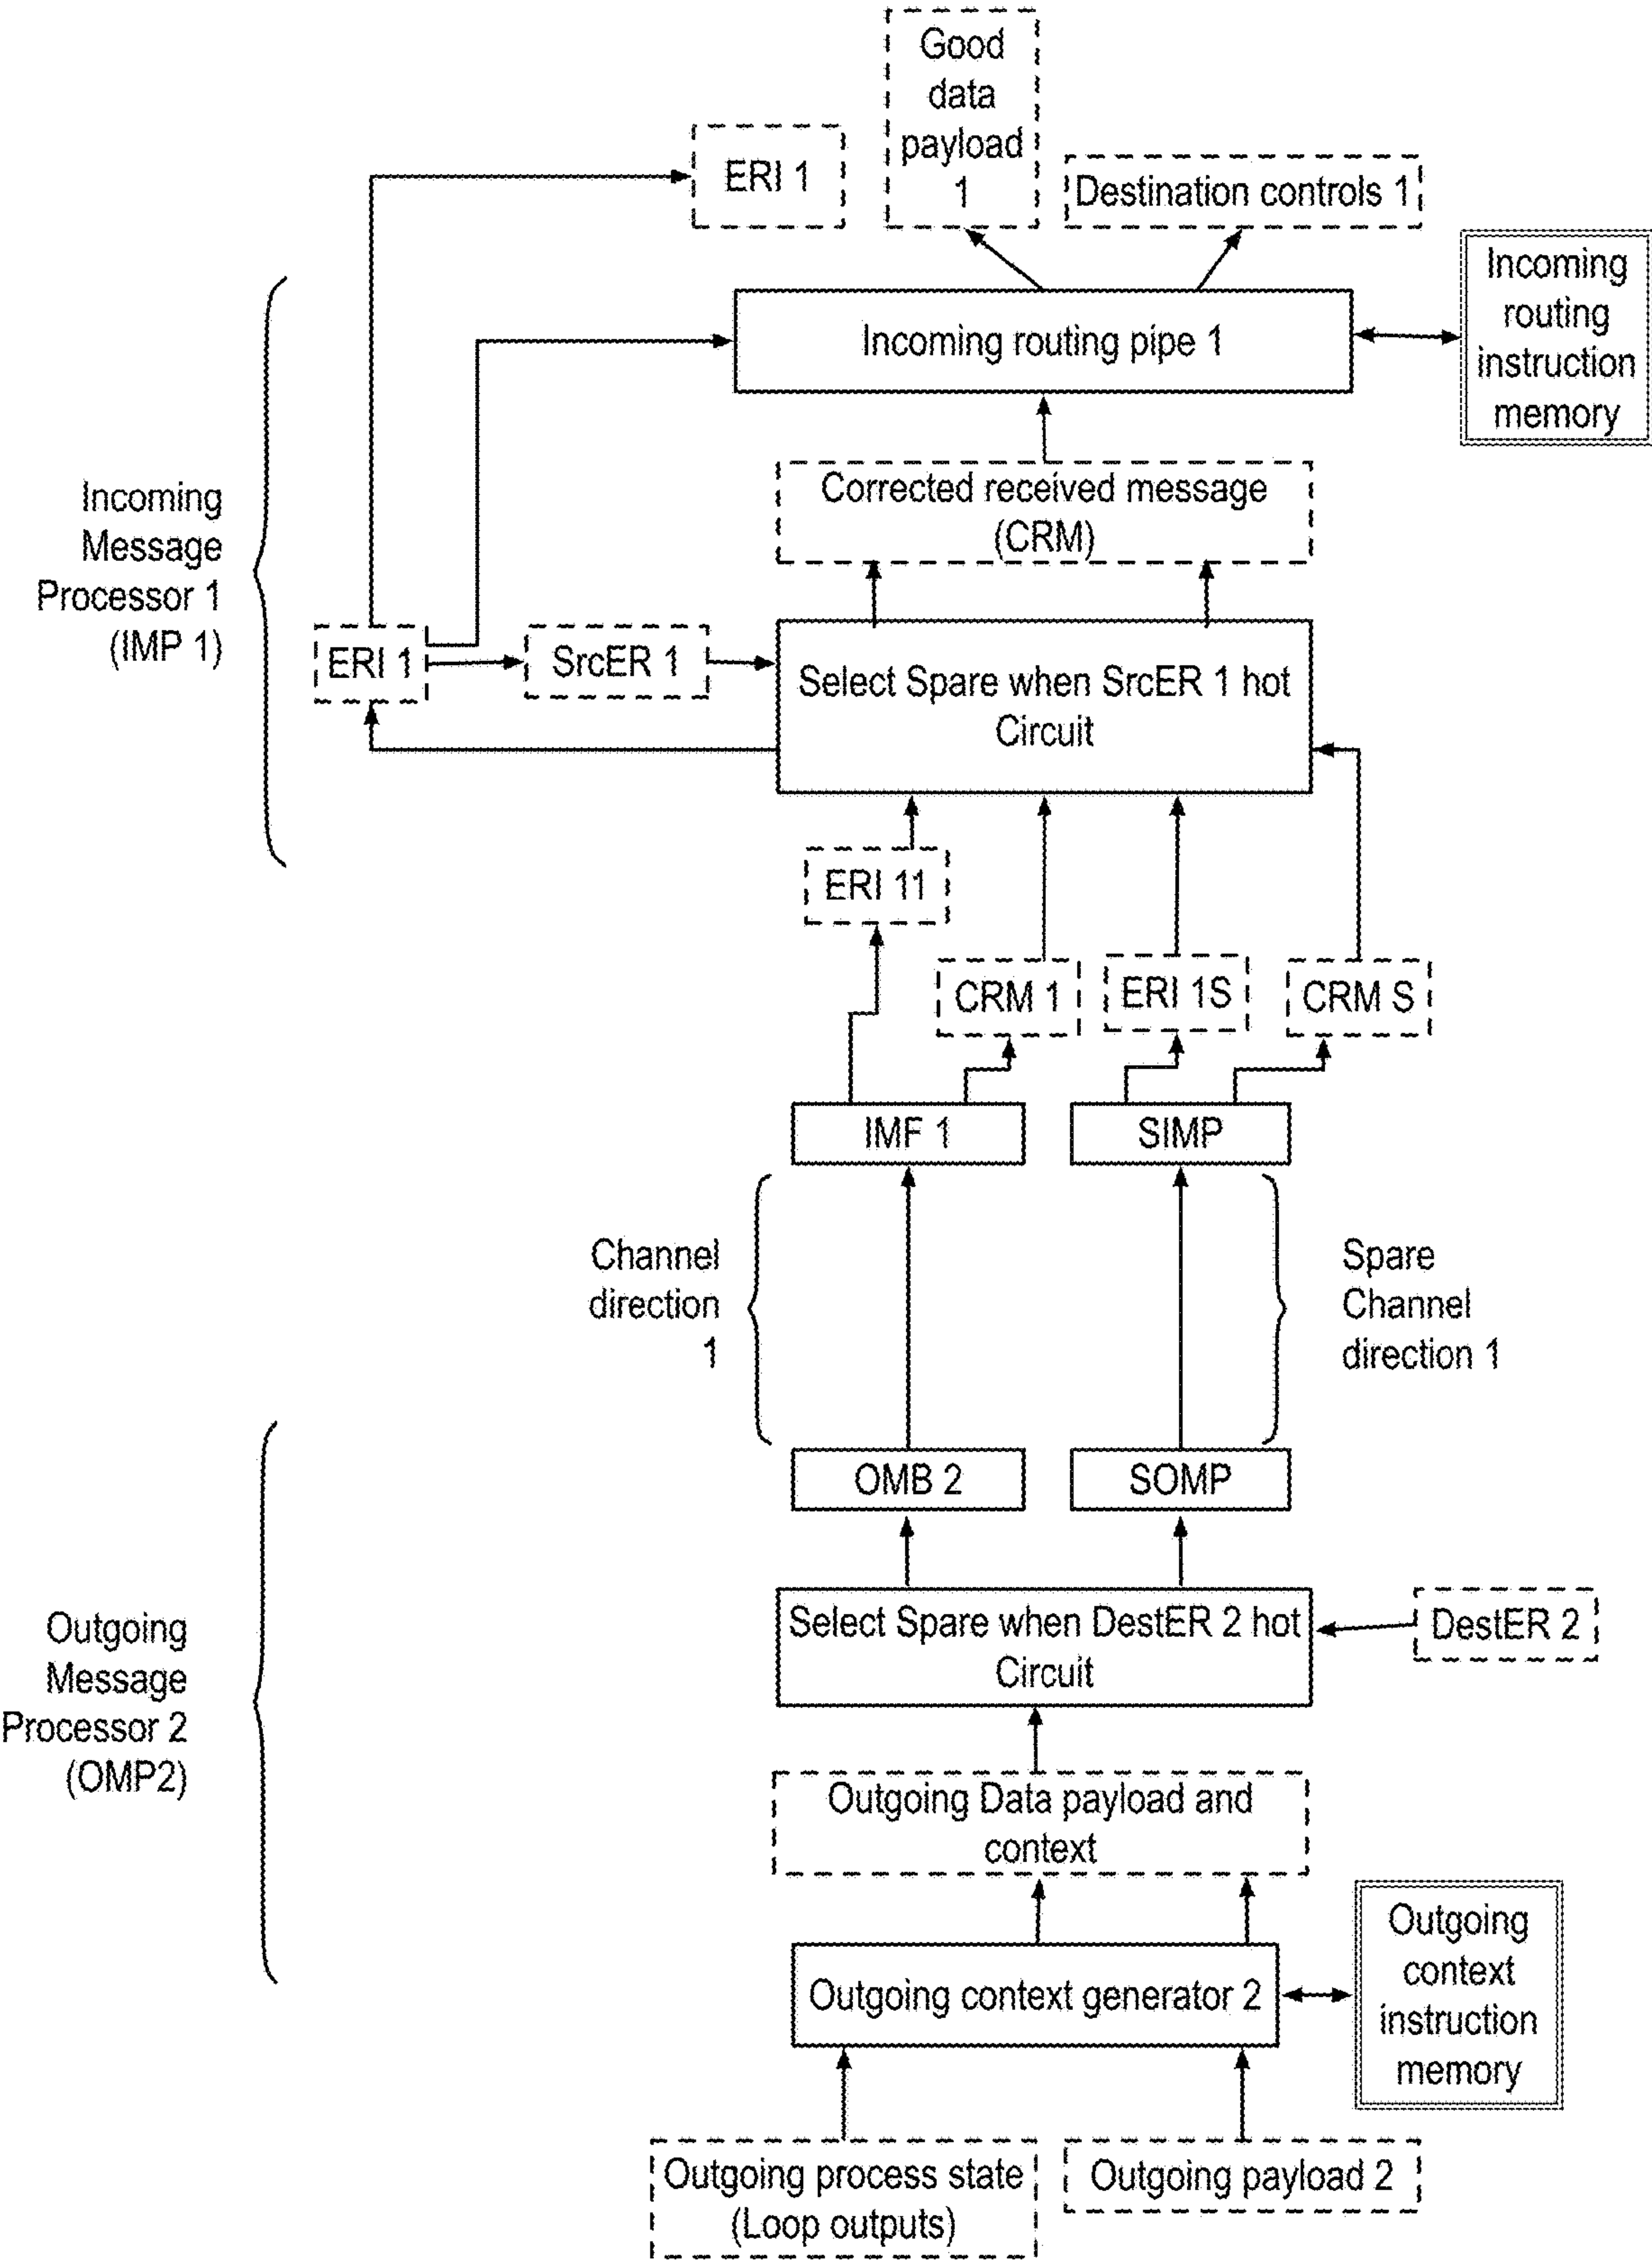 Good
data
payload
1
ERI 1
Destination controls 1
Incoming
routing
instruction
memory
Incoming routing pipe 1
Corrected received message
(CRM)
Incoming
Message
Processor 1
(IMP 1)
ERI 1
SrcER 1
Select Spare when SrcER 1 hot
Circuit
ERI 11
CRM 1
ERI 1S
CRM S
IMF 1
SIMP
Channel
direction
1
Spare
Channel
direction 1
OMB 2
SOMP
Select Spare when DestER 2 hot
Circuit
DestER 2
Outgoing
Message
Processor 2
(OMP2)
Outgoing Data payload and
context
Outgoing context generator 2
Outgoing
context
instruction
memory
Outgoing process state
(Loop outputs)
Outgoing payload 2